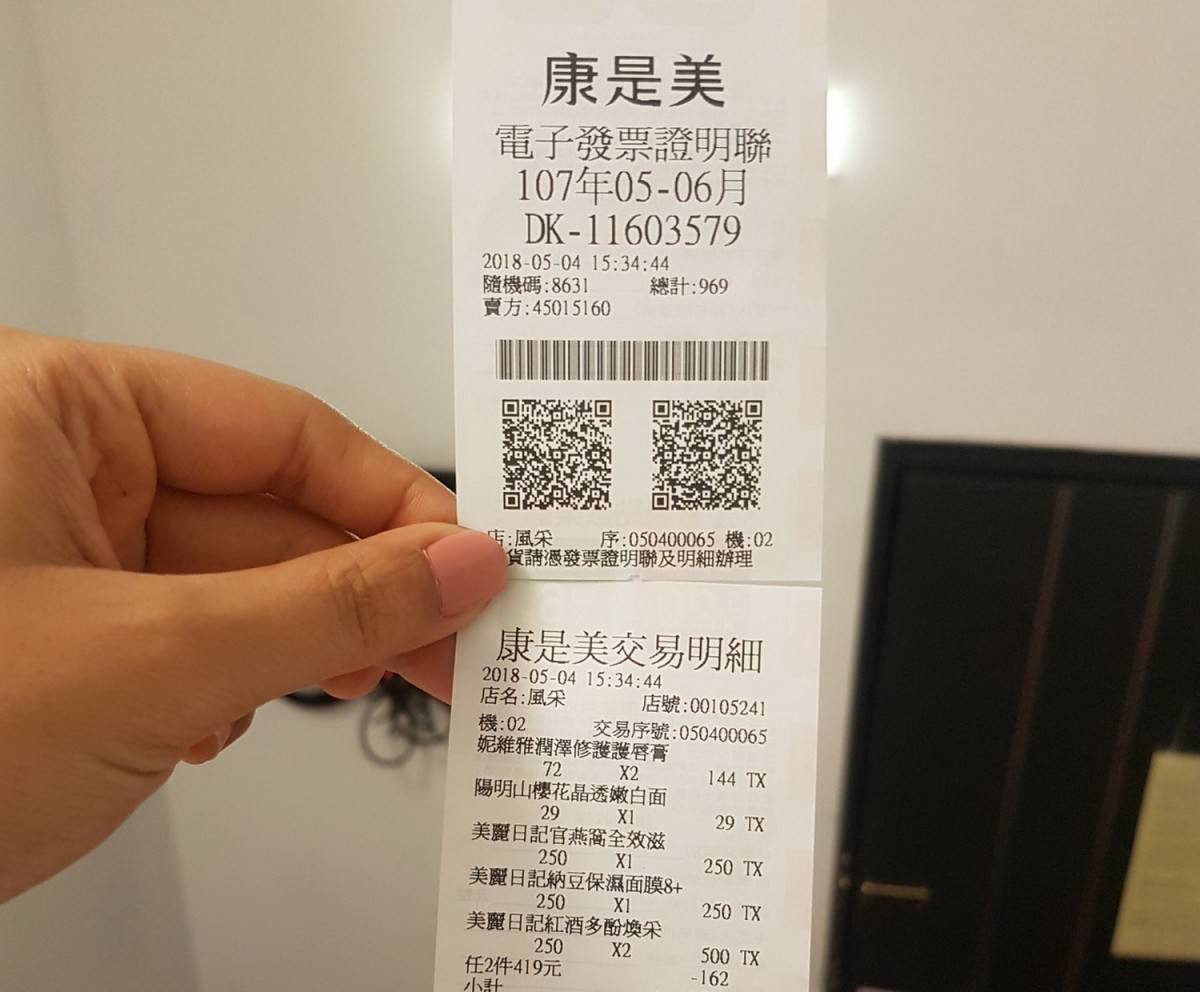 康是美
電子發票證明聯
107年05-06月
DK-11603579
2018-05-04 15:34:44
隨機碼:8631 總計:969
賣方:45015160
店:風采 序:050400065 機:02
貨請憑發票證明聯及明細辦理
康是美交易明細
2018-05-04 15:34:44
店名:風采 店號:00105241
機:02 交易序號:050400065
妮維雅潤澤修護護唇膏
72 X2 144 TX
陽明山櫻花晶透嫩白面
29 X1 29 TX
美麗日記官燕窩全效滋
250 X1 250 TX
美麗日記納豆保濕面膜8+
250 X1 250 TX
美麗日記紅酒多酚煥采
250 X2 500 TX
任2件419元 -162
小計